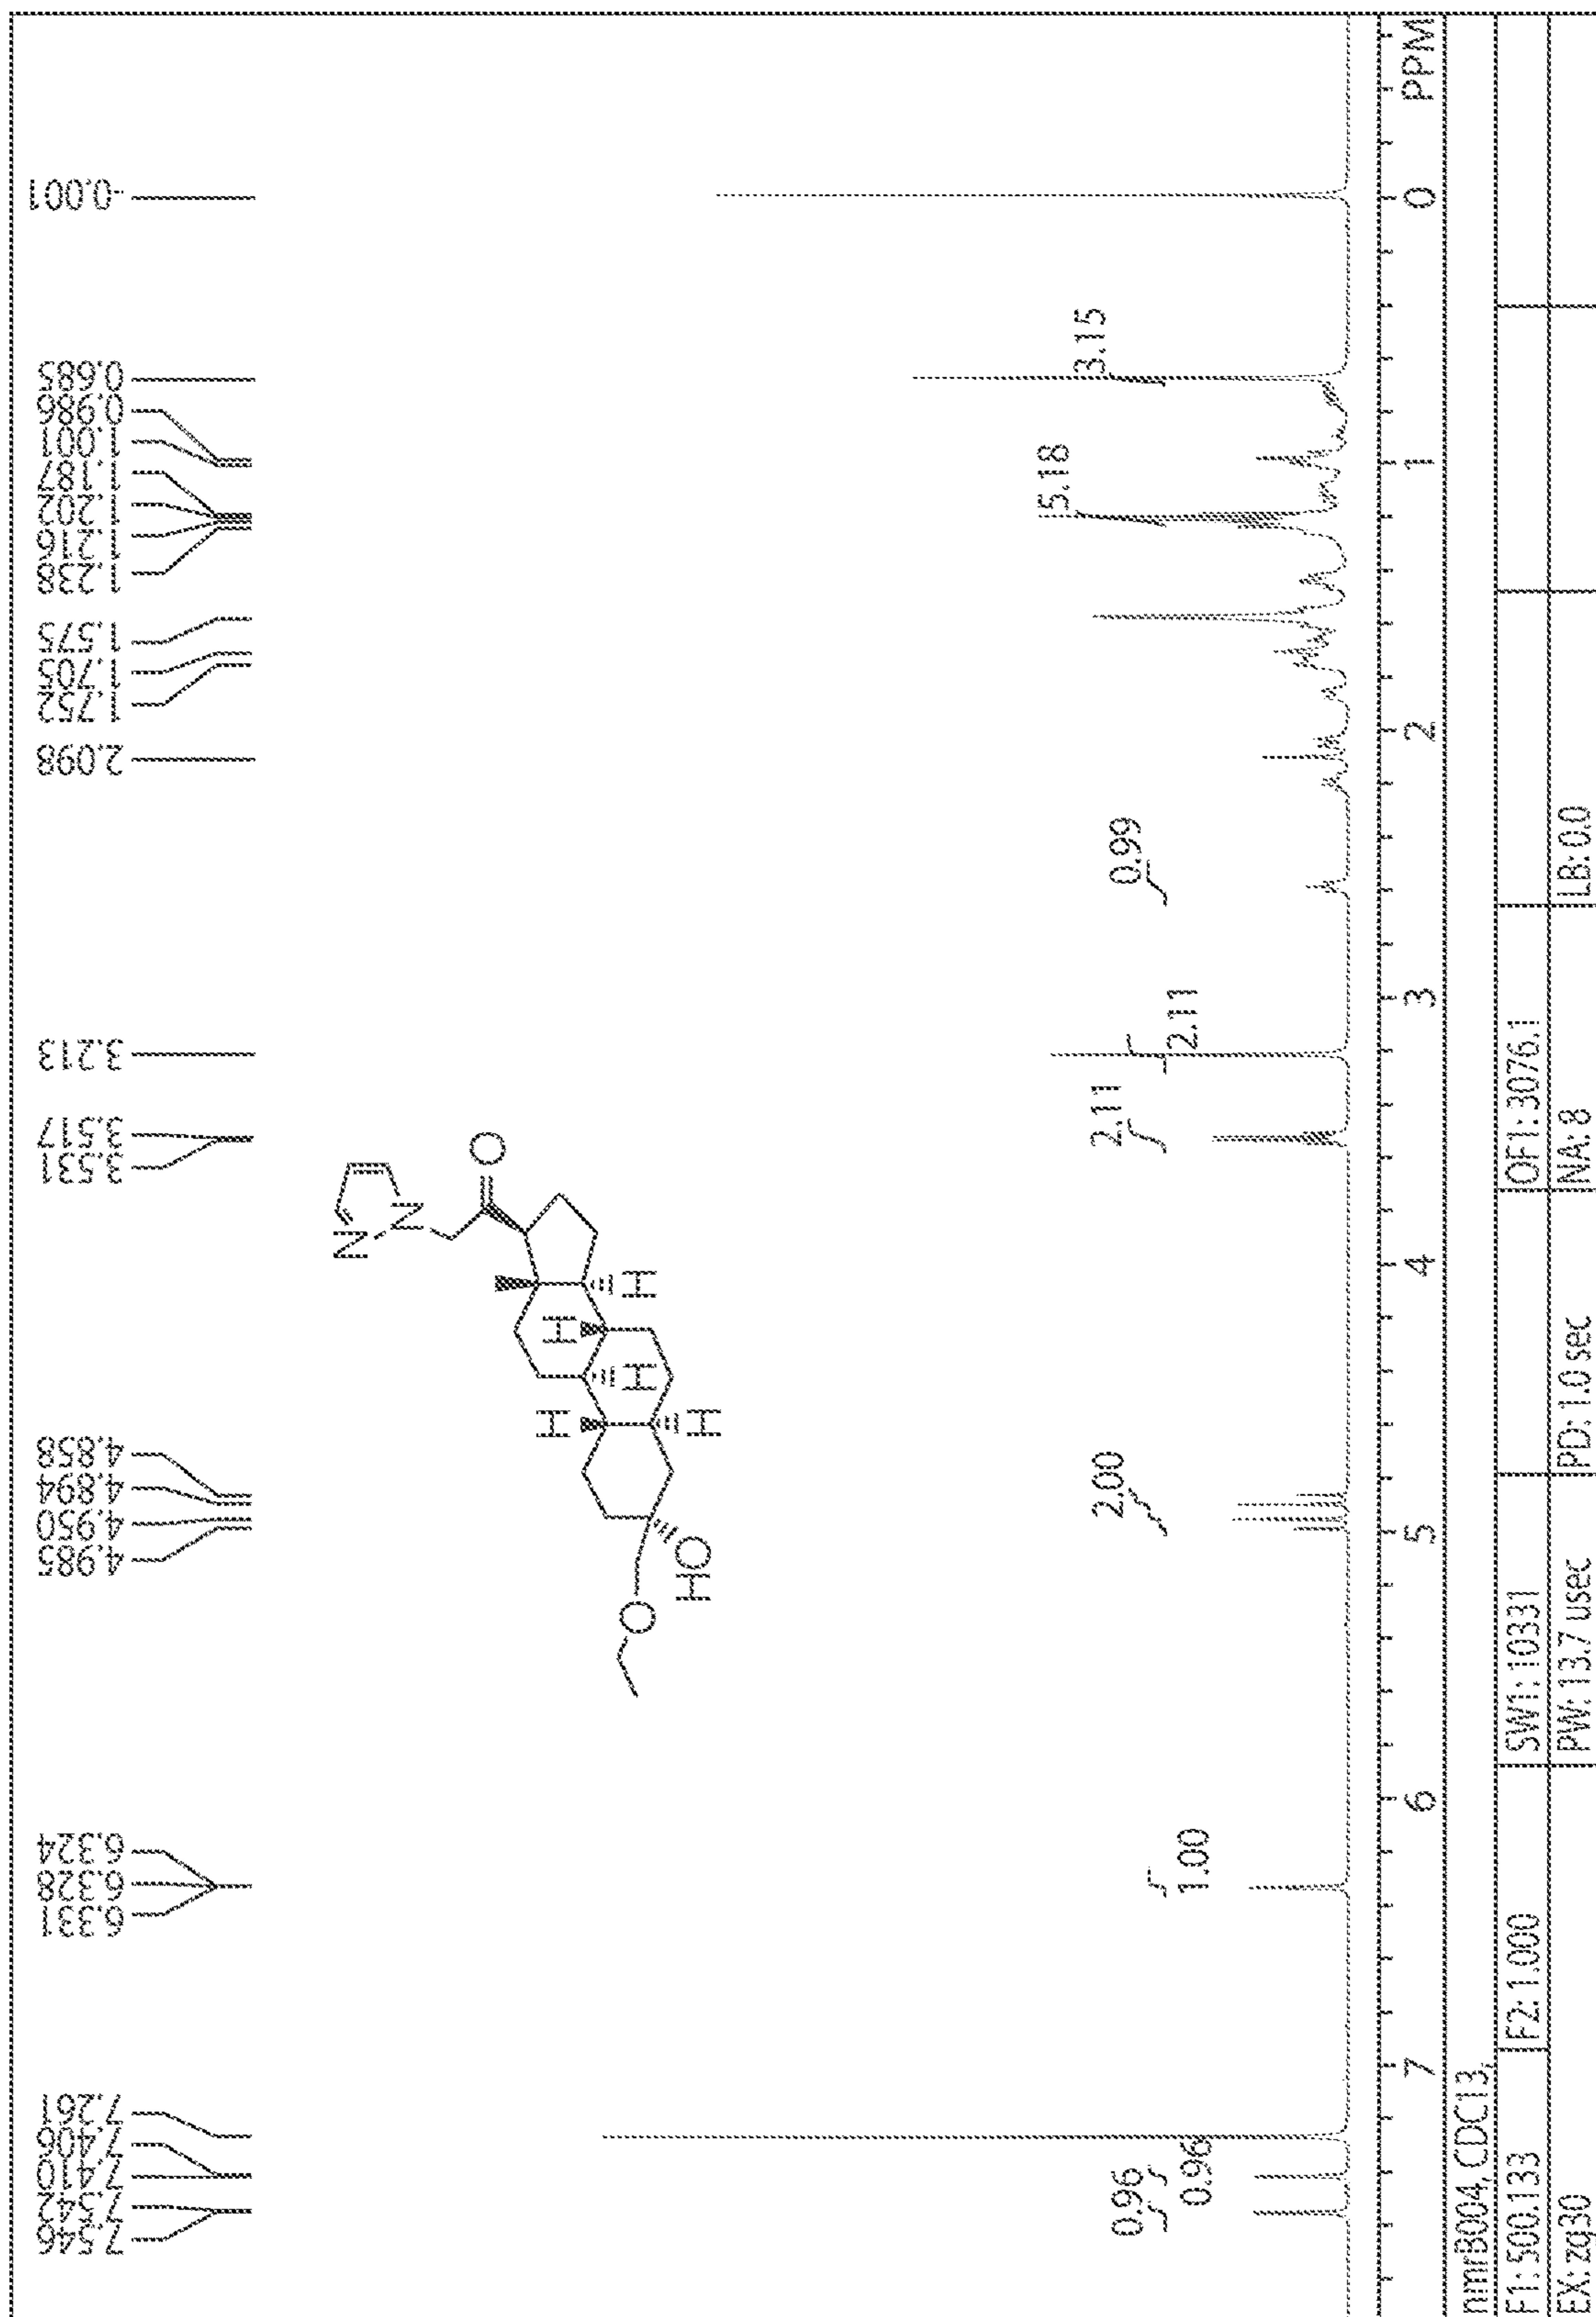 7.546
7.542
7.410
7.406
7.261
6.331
6.328
6.324
4.985
4.950
4.894
4.858
3.531
3.517
3.213
2.098
1.752
1.705
1.575
1.238
1.216
1.202
1.187
1.001
0.986
0.685
-0.001
N
N
O
H
H
H
H
H
O
HO
0.96
0.96
1.00
2.00
2.11
2.11
0.99
5.18
3.15
7
6
5
4
3
2
1
0
PPM
nmrB004, CDC13,
F1: 500.133
F2: 1.000
SW1: 10331
OF1: 3076.1
EX: zg30
PW: 13.7 usec
PD: 1.0 sec
NA: 8
LB: 0.0